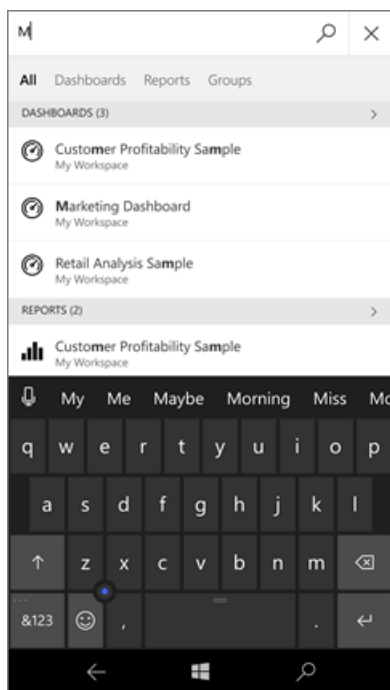 M
All Dashboards Reports Groups
DASHBOARDS (3)
Customer Profitability Sample
My Workspace
Marketing Dashboard
My Workspace
Retail Analysis Sample
My Workspace
REPORTS (2)
Customer Profitability Sample
My Workspace
My Me Maybe Morning Miss Mo
q w e r t y u i o p
a s d f g h j k l
z x c v b n m
&123 , .